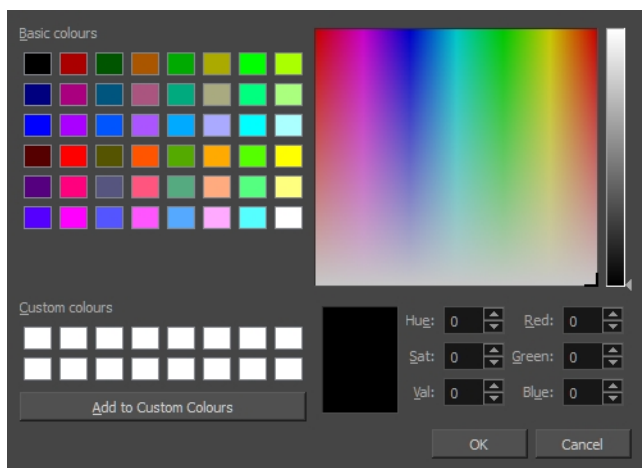 Basic colours
Custom colours
Add to Custom Colours
Hue: 0 Red: 0
Sat: 0 Green: 0
Val: 0 Blue: 0
OK Cancel